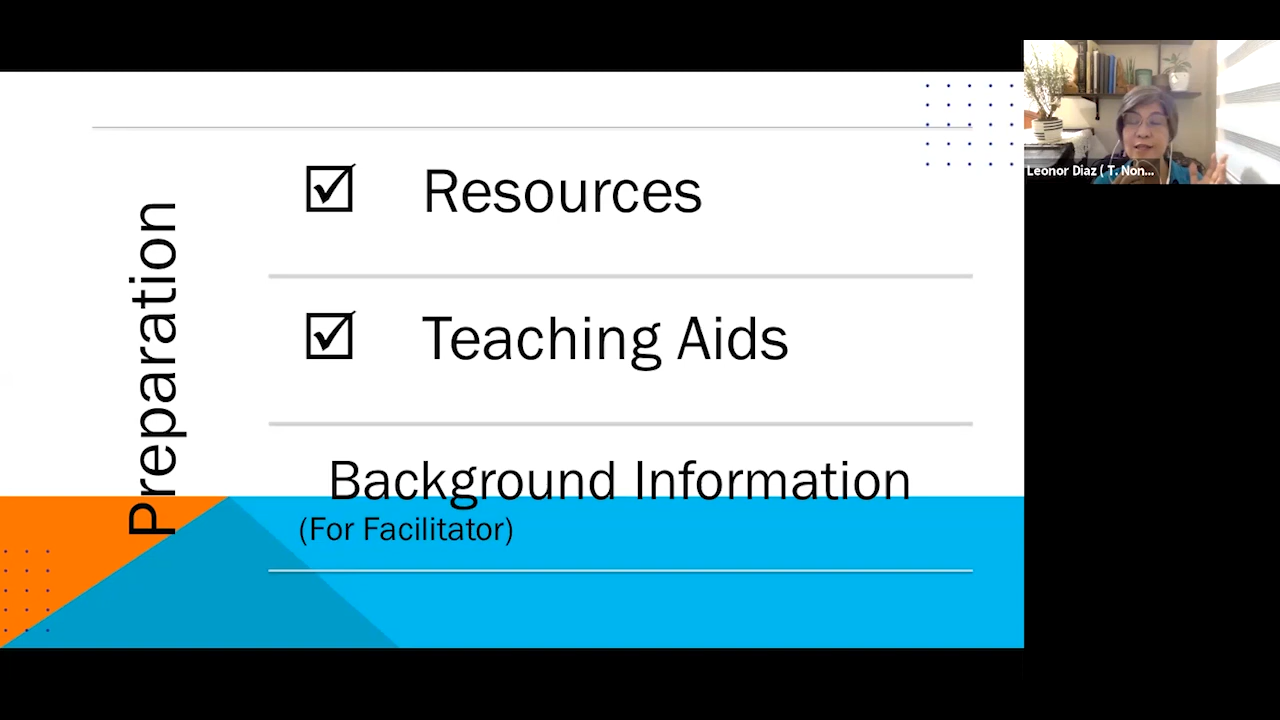 Preparation
Resources
Teaching Aids
Background Information
(For Facilitator)
Leonor Diaz ( T. Non...